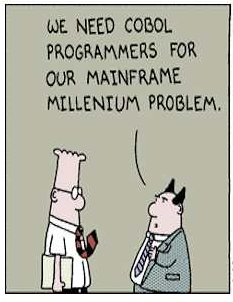 WE NEED COBOL
PROGRAMMERS FOR
OUR MAINFRAME
MILLENIUM PROBLEM.